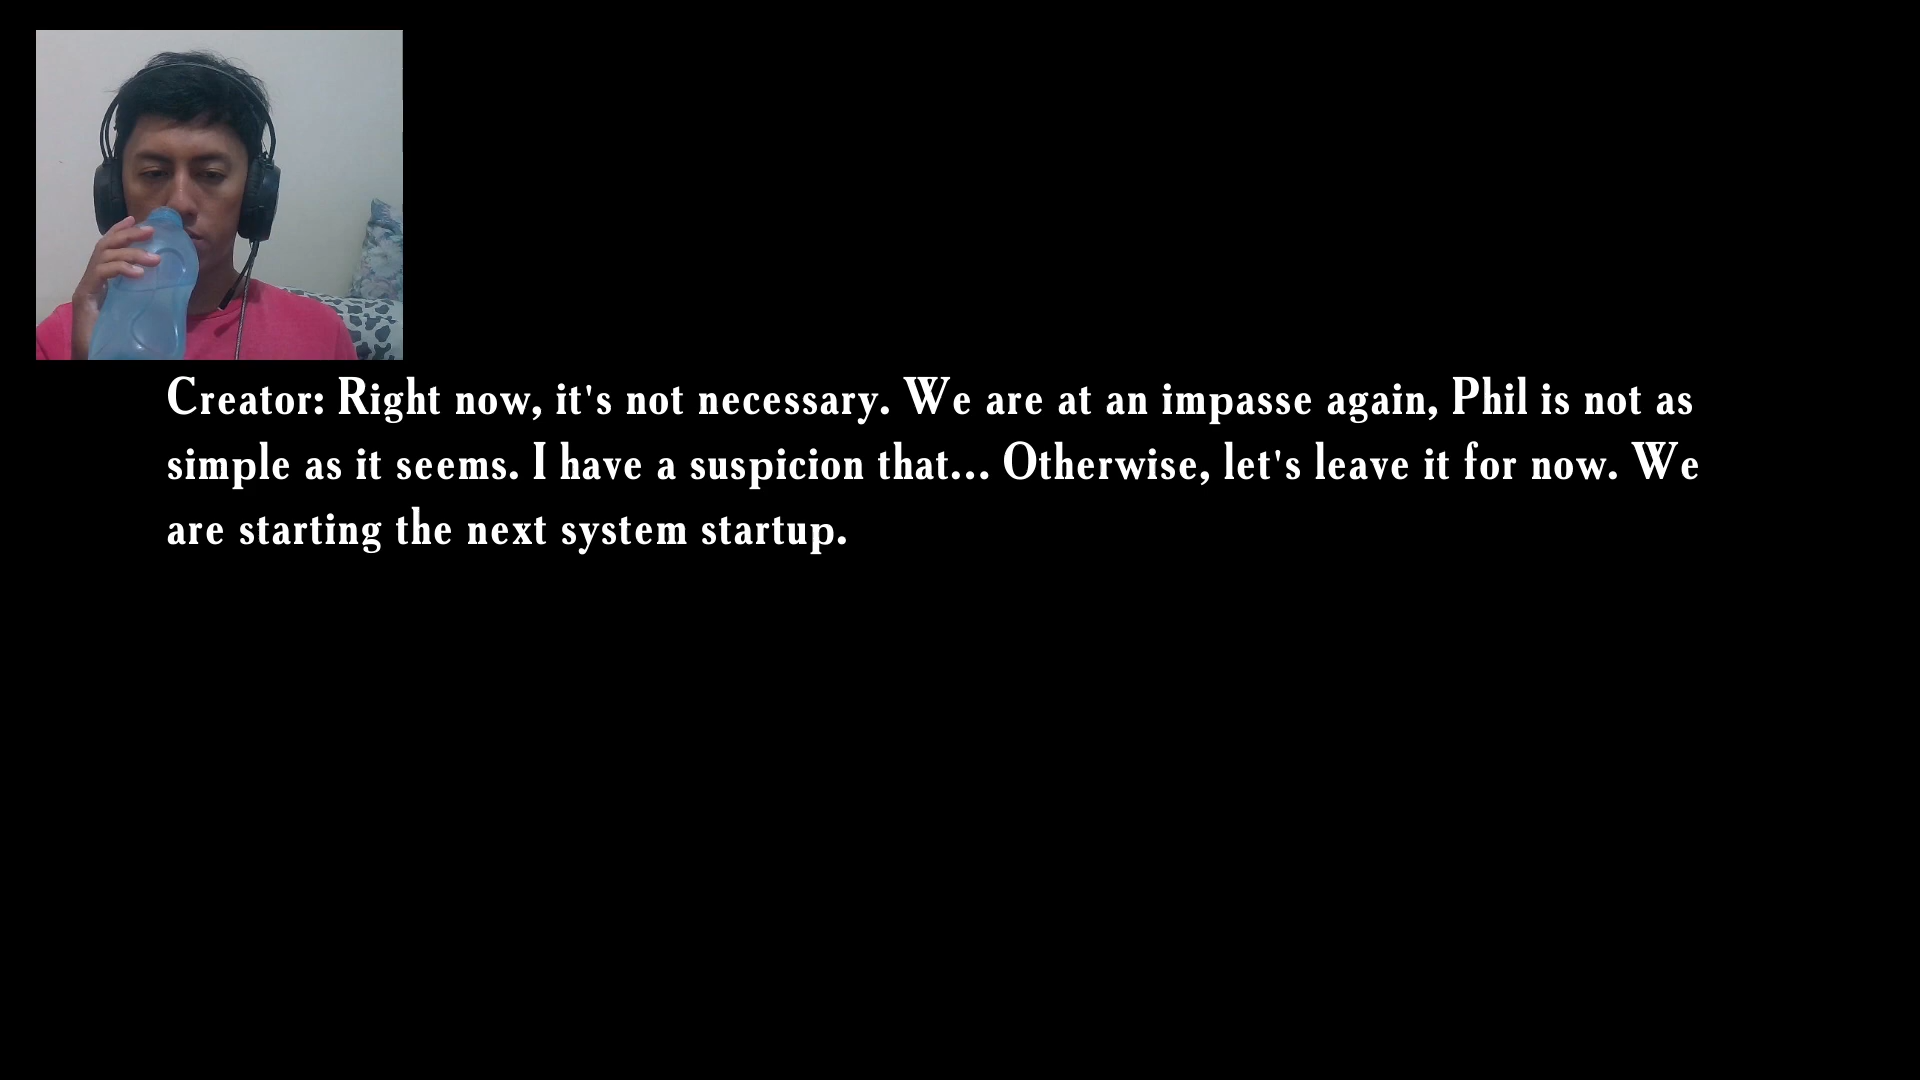 Creator: Right now, it's not necessary. We are at an impasse again, Phil is not as
simple as it seems. I have a suspicion that... Otherwise, let's leave it for now. We
are starting the next system startup.